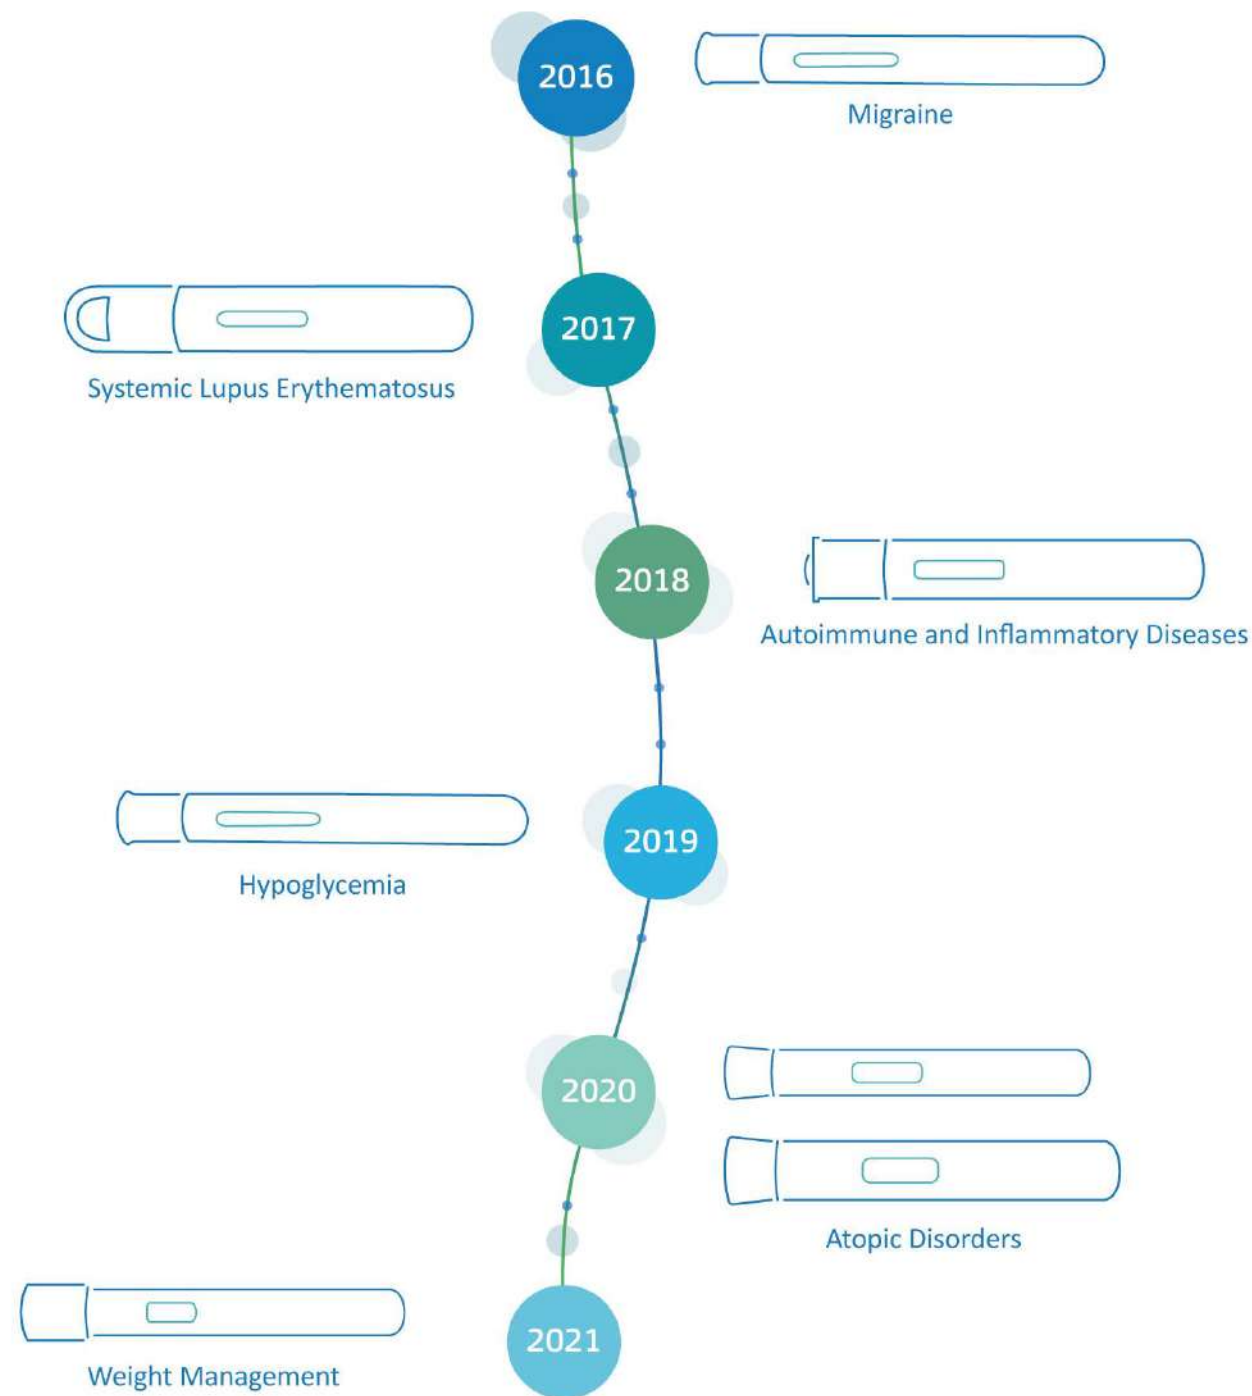 2016
Migraine
2017
Systemic Lupus Erythematosus
2018
Autoimmune and Inflammatory Diseases
2019
Hypoglycemia
2020
Atopic Disorders
2021
Weight Management